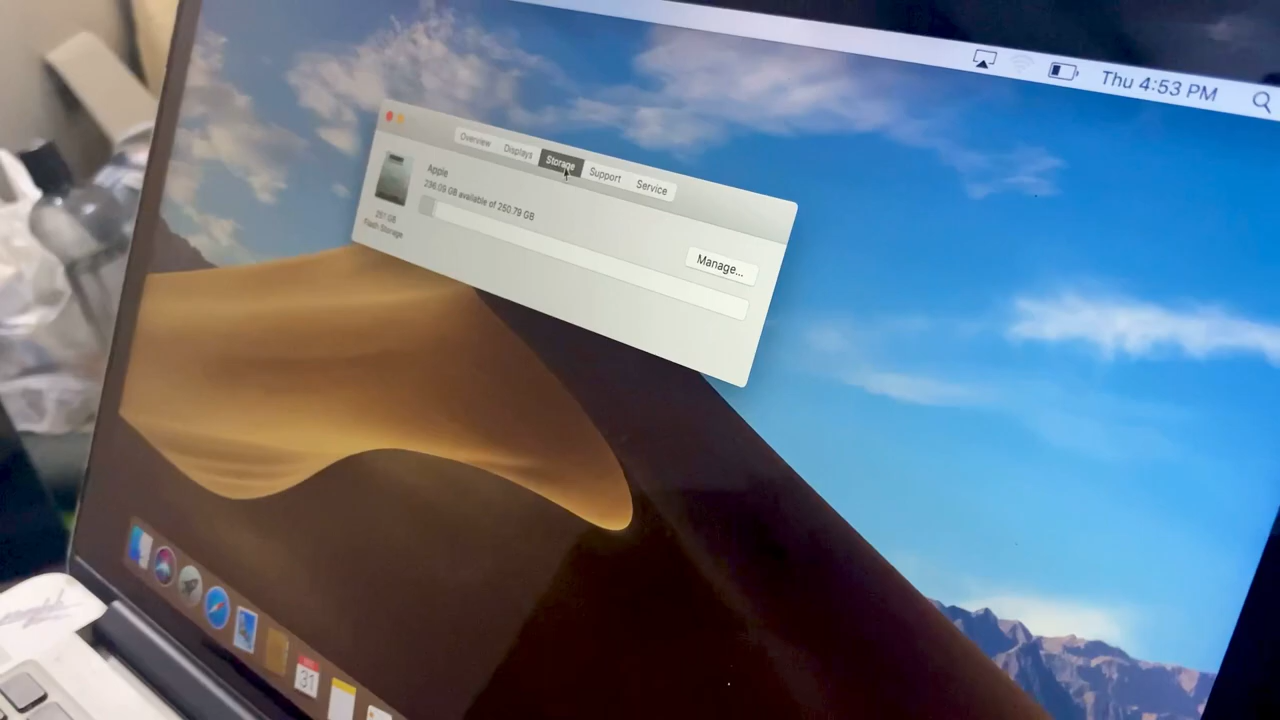 Thu 4:53 PM
Overview Displays Storage Support Service
Apple
236.09 GB available of 250.79 GB
251 GB
Flash Storage
Manage...
31